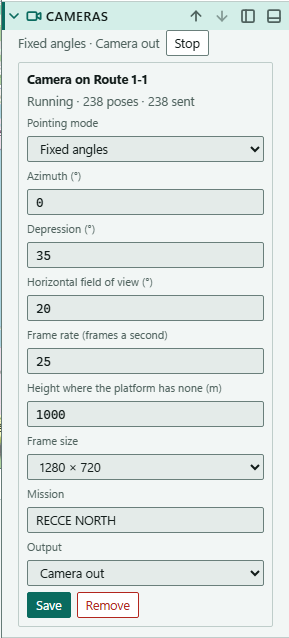 CAMERAS
Fixed angles · Camera out Stop
Camera on Route 1-1
Running · 238 poses · 238 sent
Pointing mode
Fixed angles
Azimuth (°)
0
Depression (°)
35
Horizontal field of view (°)
20
Frame rate (frames a second)
25
Height where the platform has none (m)
1000
Frame size
1280 × 720
Mission
RECCE NORTH
Output
Camera out
Save Remove